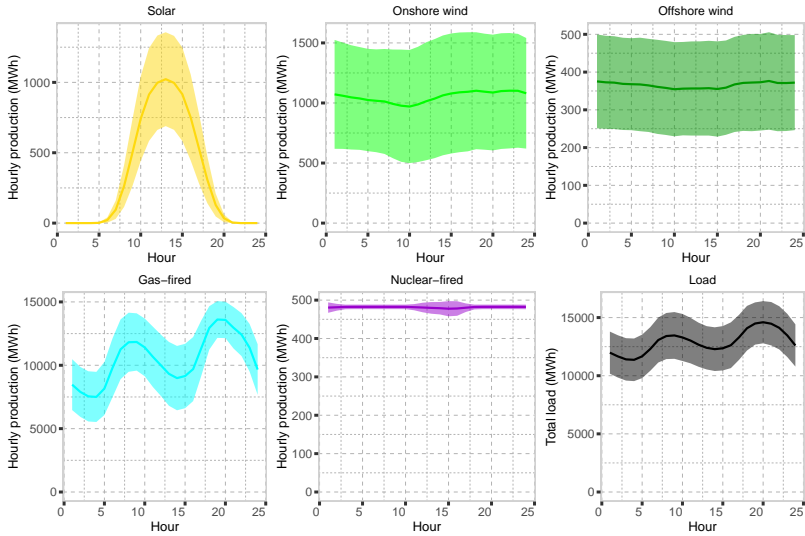 Solar
Hourly production (MWh)
1000
500
0
0 5 10 15 20 25
Hour
Onshore wind
Hourly production (MWh)
1500
1000
500
0
0 5 10 15 20 25
Hour
Offshore wind
Hourly production (MWh)
500
400
300
200
100
0
0 5 10 15 20 25
Hour
Gas−fired
Hourly production (MWh)
15000
10000
5000
0
0 5 10 15 20 25
Hour
Nuclear−fired
Hourly production (MWh)
500
400
300
200
100
0
0 5 10 15 20 25
Hour
Load
Total load (MWh)
15000
10000
5000
0
0 5 10 15 20 25
Hour